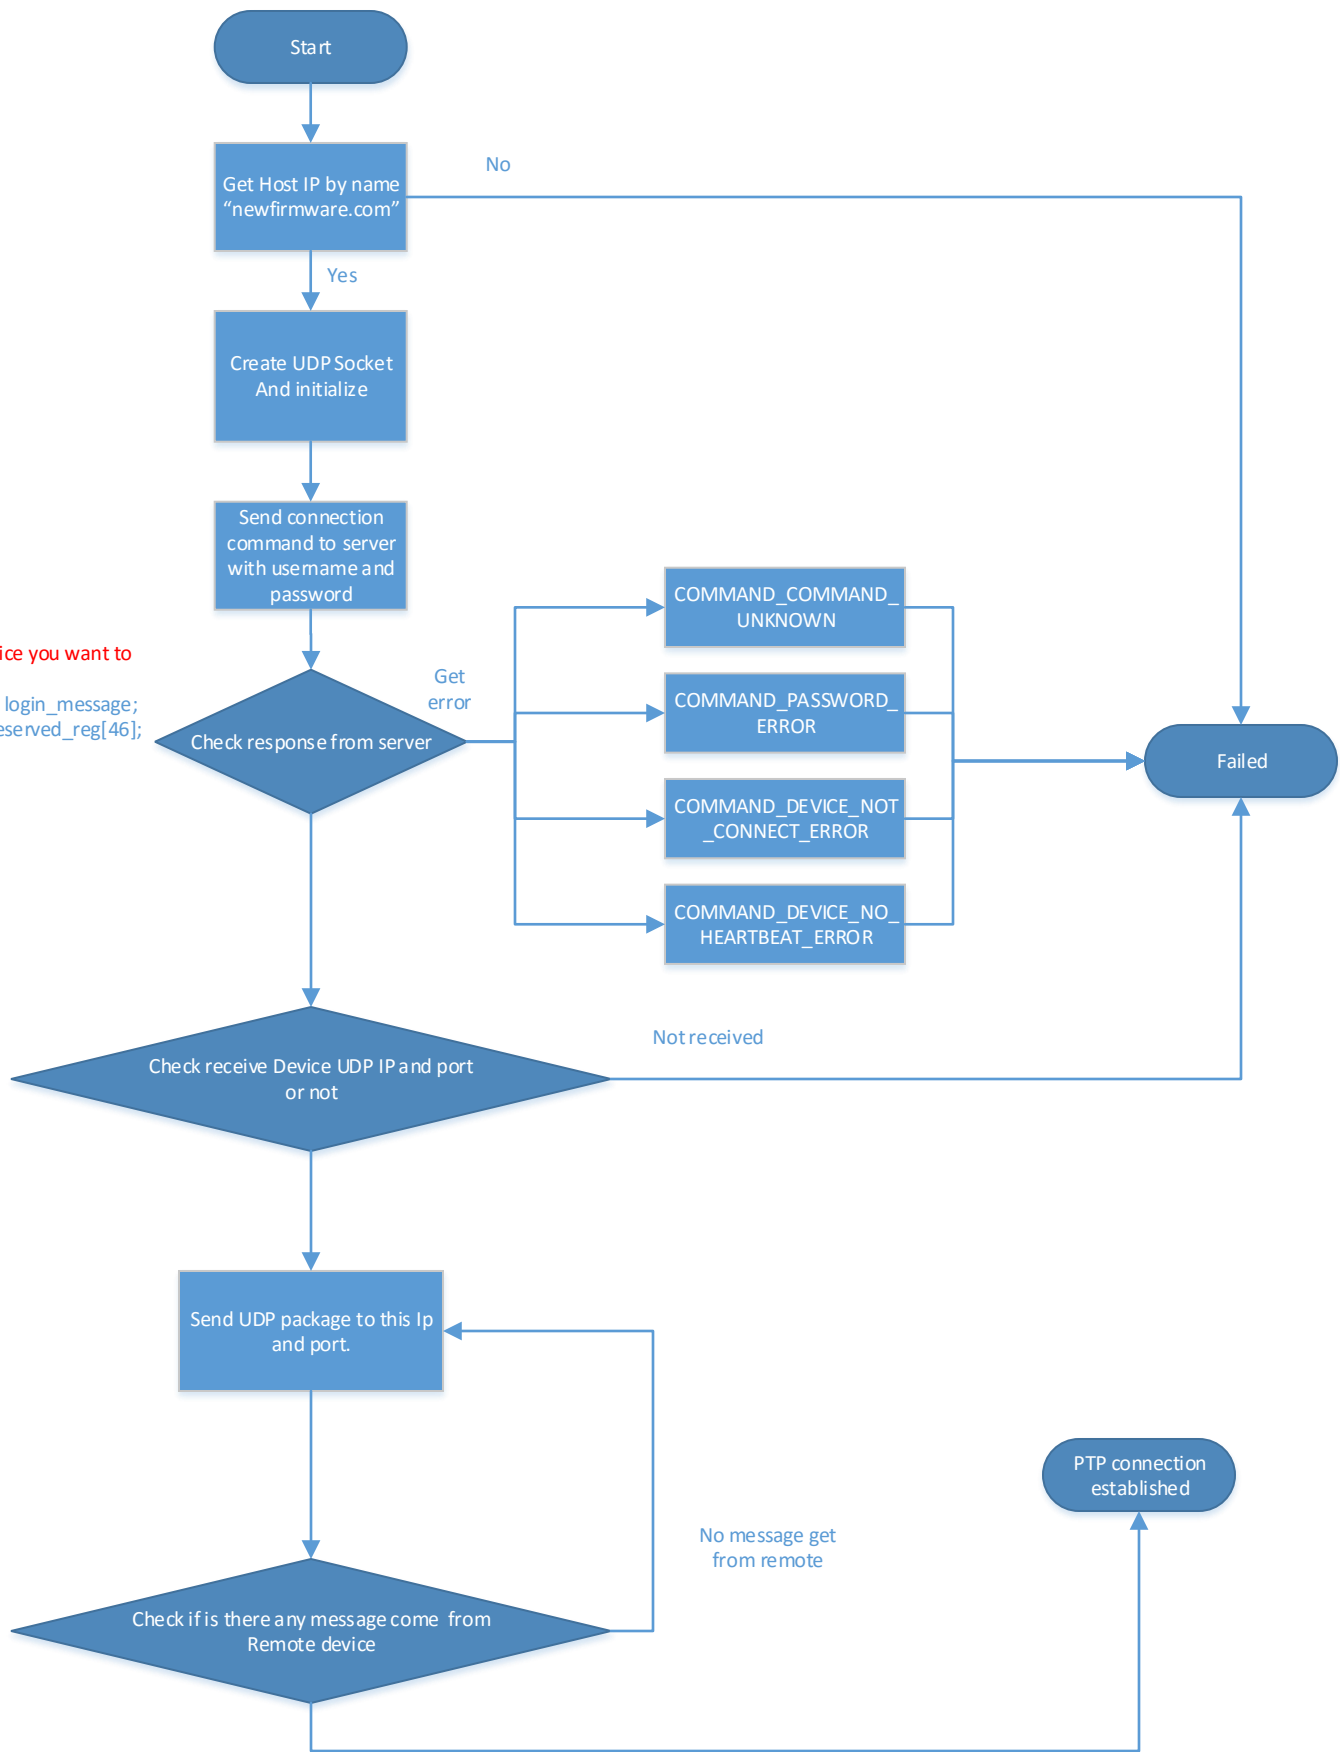 Start
Get Host IP by name
“newfirmware.com”
No
Yes
Create UDP Socket
And initialize
Send connection
command to server
with username and
password
you want to
login_message;
Get
error
Check response from server
COMMAND_COMMAND_
UNKNOWN
COMMAND_PASSWORD_
ERROR
COMMAND_DEVICE_NOT
_CONNECT_ERROR
COMMAND_DEVICE_NO_
HEARTBEAT_ERROR
Failed
Not received
Check receive Device UDP IP and port
or not
Send UDP package to this Ip
and port.
PTP connection
established
No message get
from remote
Check if is there any message come from
Remote device